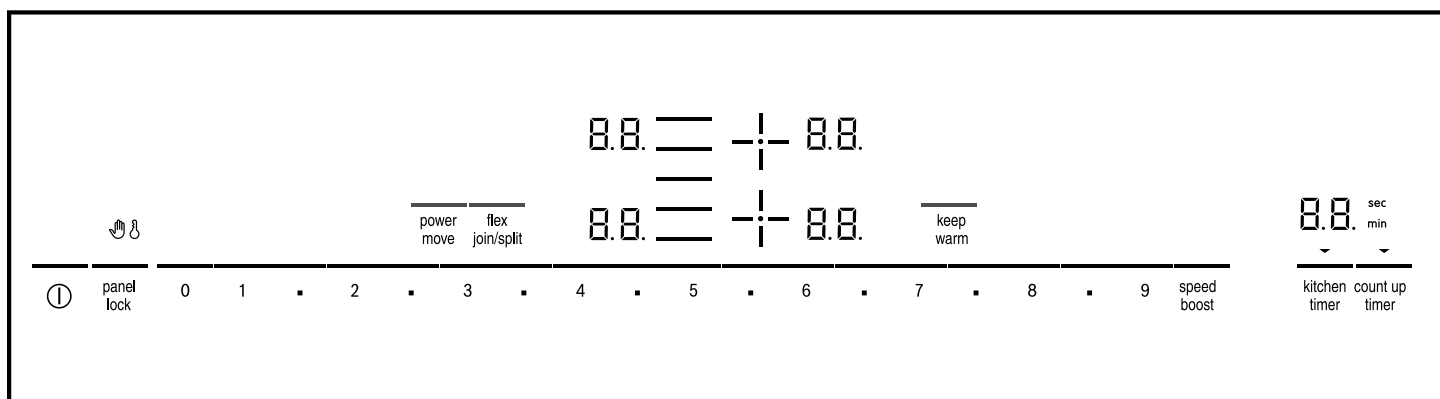 8.8.
8.8.
power
move
flex
join/split
8.8.
8.8.
keep
warm
8.8.
sec
min
panel
lock
0 1 . 2 . 3 . 4 . 5 . 6 . 7 . 8 . 9
speed
boost
kitchen
timer
count up
timer